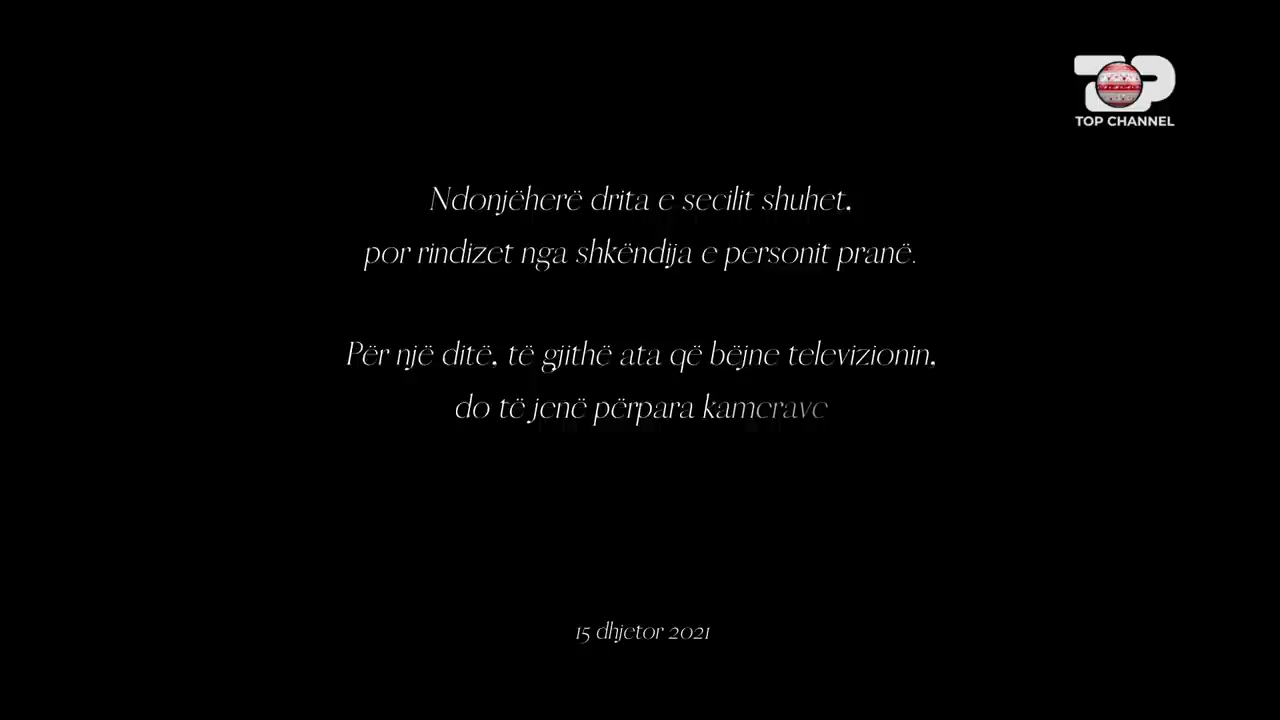 TOP CHANNEL
Ndonjëherë drita e secilit shuhet,
por rindizet nga shkëndija e personit pranë.
Për një ditë, të gjithë ata që bëjne televizionin,
do të jenë përpara kamerave
15 dhjetor 2021